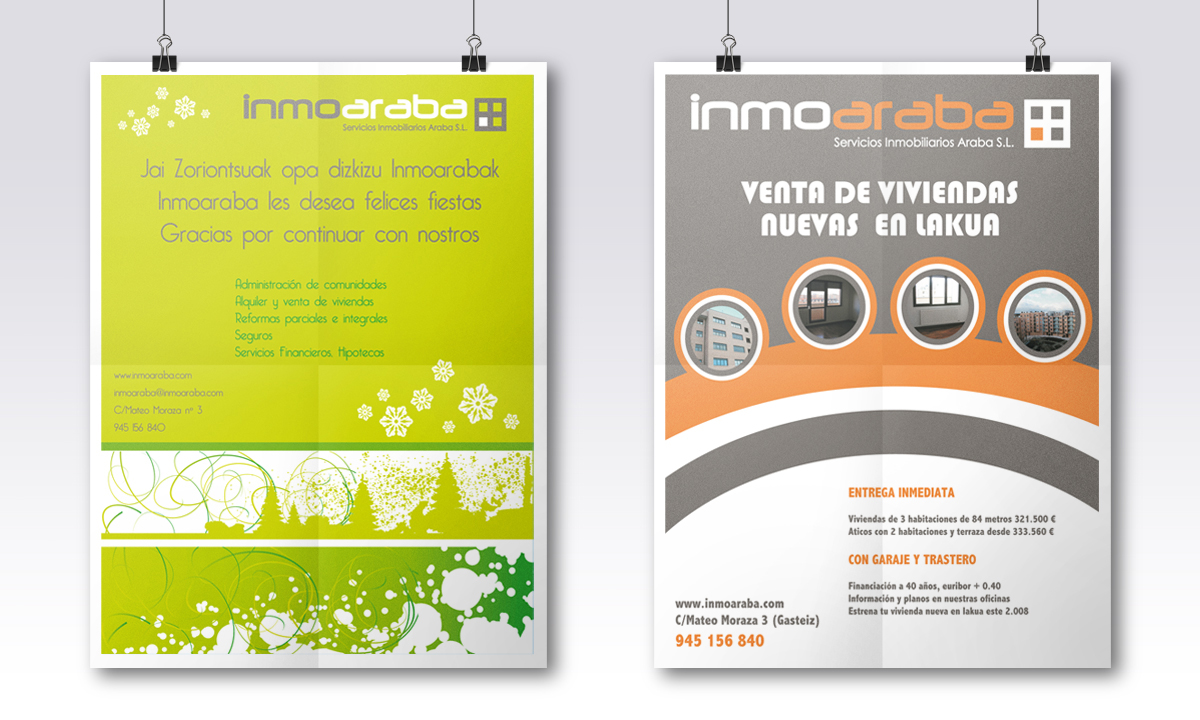 inmoaraba
Servicios Inmobiliarios Araba S.L.
Jai Zoriontsuak opa dizkizu Inmoarabak
Inmoaraba les desea felices fiestas
Gracias por continuar con nostros
Administración de comunidades
Alquiler y venta de viviendas
Reformas parciales e integrales
Seguros
Servicios Financieros. Hipotecas
www.inmoaraba.com
inmoaraba@inmoaraba.com
C/Mateo Moraza nº 3
945 156 840
inmoaraba
Servicios Inmobiliarios Araba S.L.
VENTA DE VIVIENDAS
NUEVAS EN LAKUA
ENTREGA INMEDIATA
Viviendas de 3 habitaciones de 84 metros 321.500 €
Aticos con 2 habitaciones y terraza desde 333.560 €
CON GARAJE Y TRASTERO
Financiación a 40 años, euribor + 0.40
Información y planos en nuestras oficinas
Estrena tu vivienda nueva en lakua este 2.008
www.inmoaraba.com
C/Mateo Moraza 3 (Gasteiz)
945 156 840